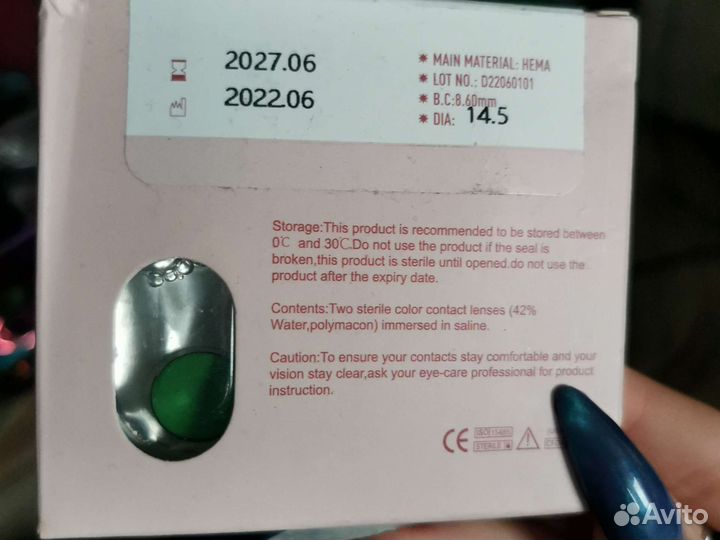 2027.06
2022.06
* MAIN MATERIAL: HEMA
* LOT NO.: D22060101
* B.C:8.60mm
* DIA: 14.5
Storage:This product is recommended to be stored between
0℃ and 30℃.Do not use the product if the seal is
broken,this product is sterile until opened.do not use the
product after the expiry date.
Contents:Two sterile color contact lenses (42%
Water,polymacon) immersed in saline.
Caution:To ensure your contacts stay comfortable and your
vision stay clear,ask your eye-care professional for product
instruction.
CE
STERILE
Avito